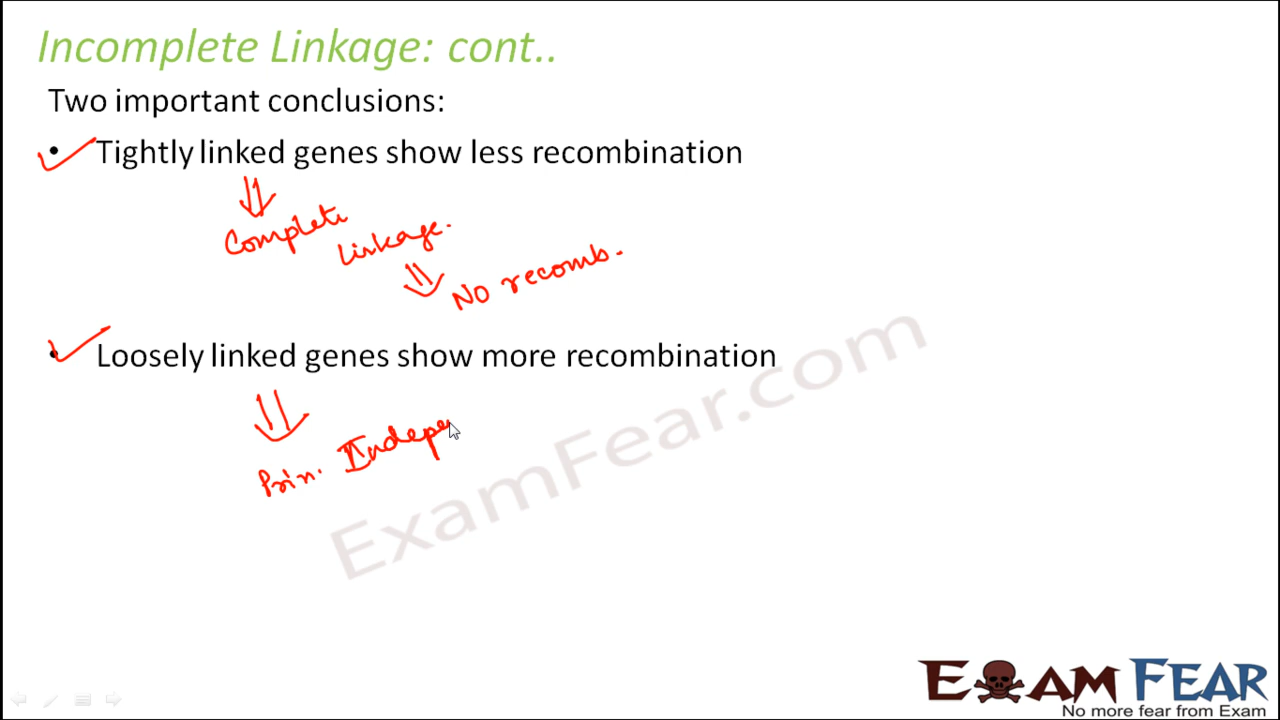 Incomplete Linkage: cont..
Two important conclusions:
• Tightly linked genes show less recombination
Complete
Linkage.
No recomb.
• Loosely linked genes show more recombination
Prin. Indepe
ExamFear.com
EXAM FEAR
No more fear from Exam